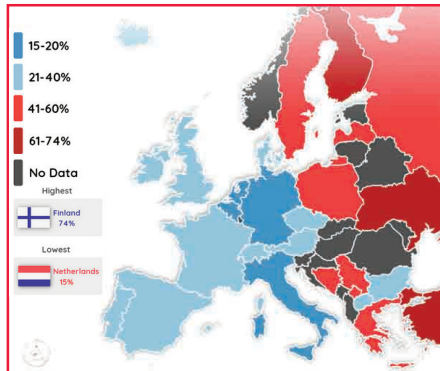 15-20%
21-40%
41-60%
61-74%
No Data
Highest
Finland
74%
Lowest
Netherlands
15%